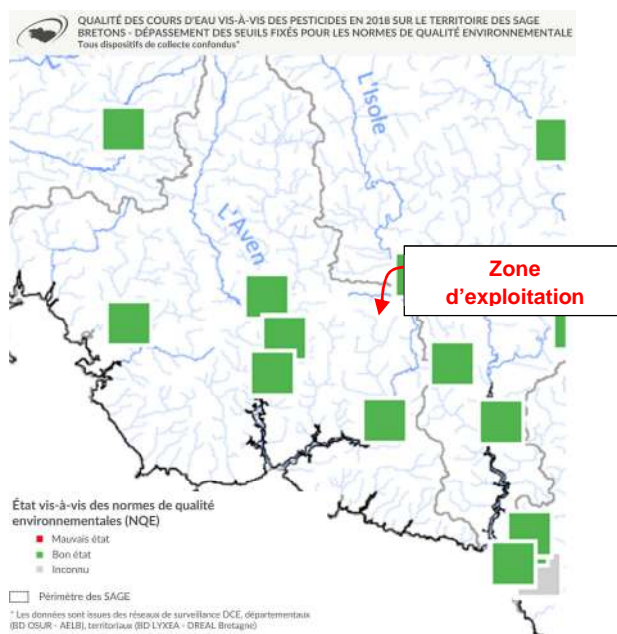 QUALITÉ DES COURS D'EAU VIS-À-VIS DES PESTICIDES EN 2018 SUR LE TERRITOIRE DES SAGE
BRETONS - DÉPASSEMENT DES SEUILS FIXÉS POUR LES NORMES DE QUALITÉ ENVIRONNEMENTALE
Tous dispositifs de collecte confondus*
L'Isole
L'Aven
Zone
d'exploitation
État vis-à-vis des normes de qualité
environnementales (NQE)
Mauvais état
Bon état
Inconnu
Périmètre des SAGE
* Les données sont issues des réseaux de surveillance DCE, départementaux
(BD OSUR - AELB), territoriaux (BD LYXEA - DREAL Bretagne)